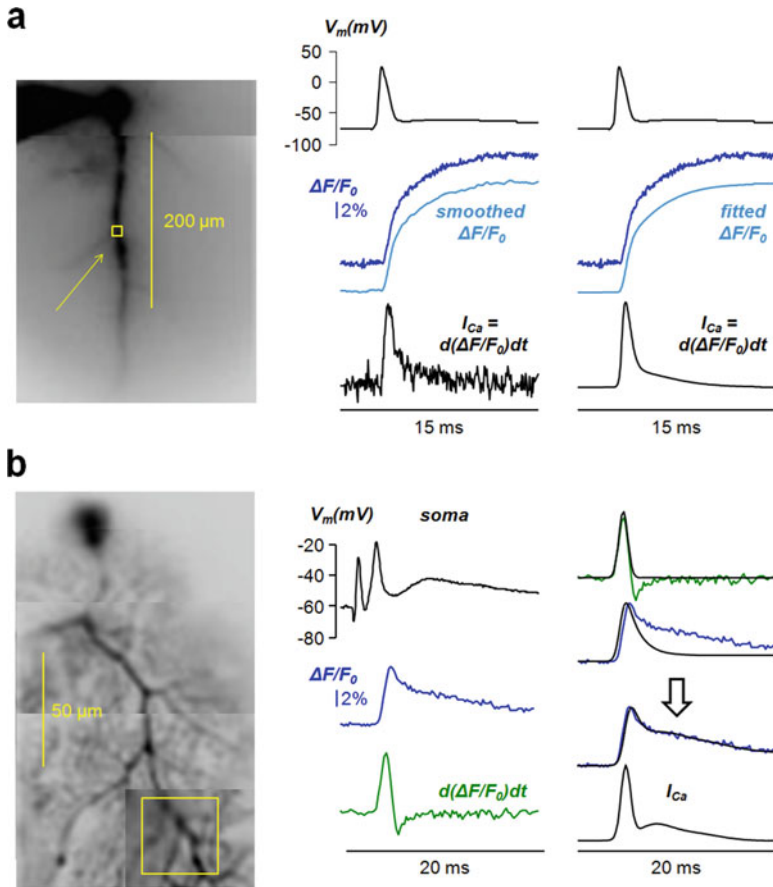 a
200 μm
Vm(mV)
50
0
-50
-100
ΔF/F0
2%
smoothed
ΔF/F0
ICa =
d(ΔF/F0)dt
15 ms
fitted
ΔF/F0
ICa =
d(ΔF/F0)dt
15 ms
b
50 μm
Vm(mV)
soma
-20
-40
-60
-80
ΔF/F0
2%
d(ΔF/F0)dt
20 ms
ICa
20 ms